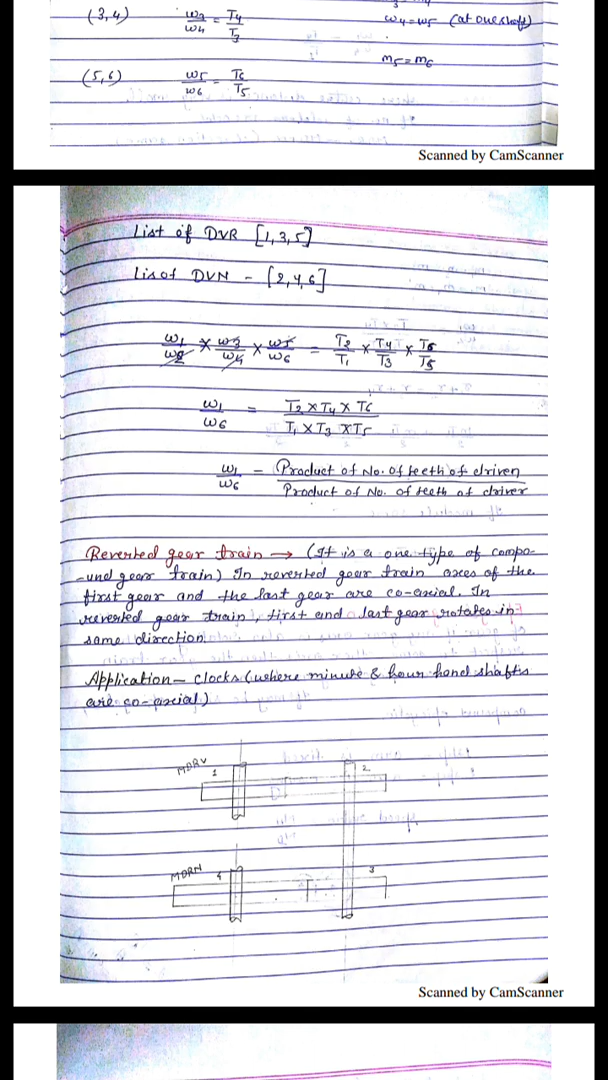 (3,4) ω3/ω4 = T4/T3 ω4=ω5 (at one shaft)
m5=m6
(5,6) ω5/ω6 = T6/T5
Scanned by CamScanner
List of DVR [1,3,5]
Lis of DVN - [2,4,6]
ω1/ω2 × ω3/ω4 × ω5/ω6 = T2/T1 × T4/T3 × T6/T5
ω1/ω6 = T2×T4×T6 / T1×T3×T5
ω1/ω6 = Product of No. of teeth of driven / Product of No. of teeth of driver
Reverted gear train → (It is a one type of compo-
-und gear train) In reverted gear train axes of the
first gear and the last gear are co-axial. In
reverted gear train, first and last gear rotates in
same direction
Application - clocks (where minute & hour hand shafts
are co-axial)
MDRV 1 2
MDRN 4 3
Scanned by CamScanner